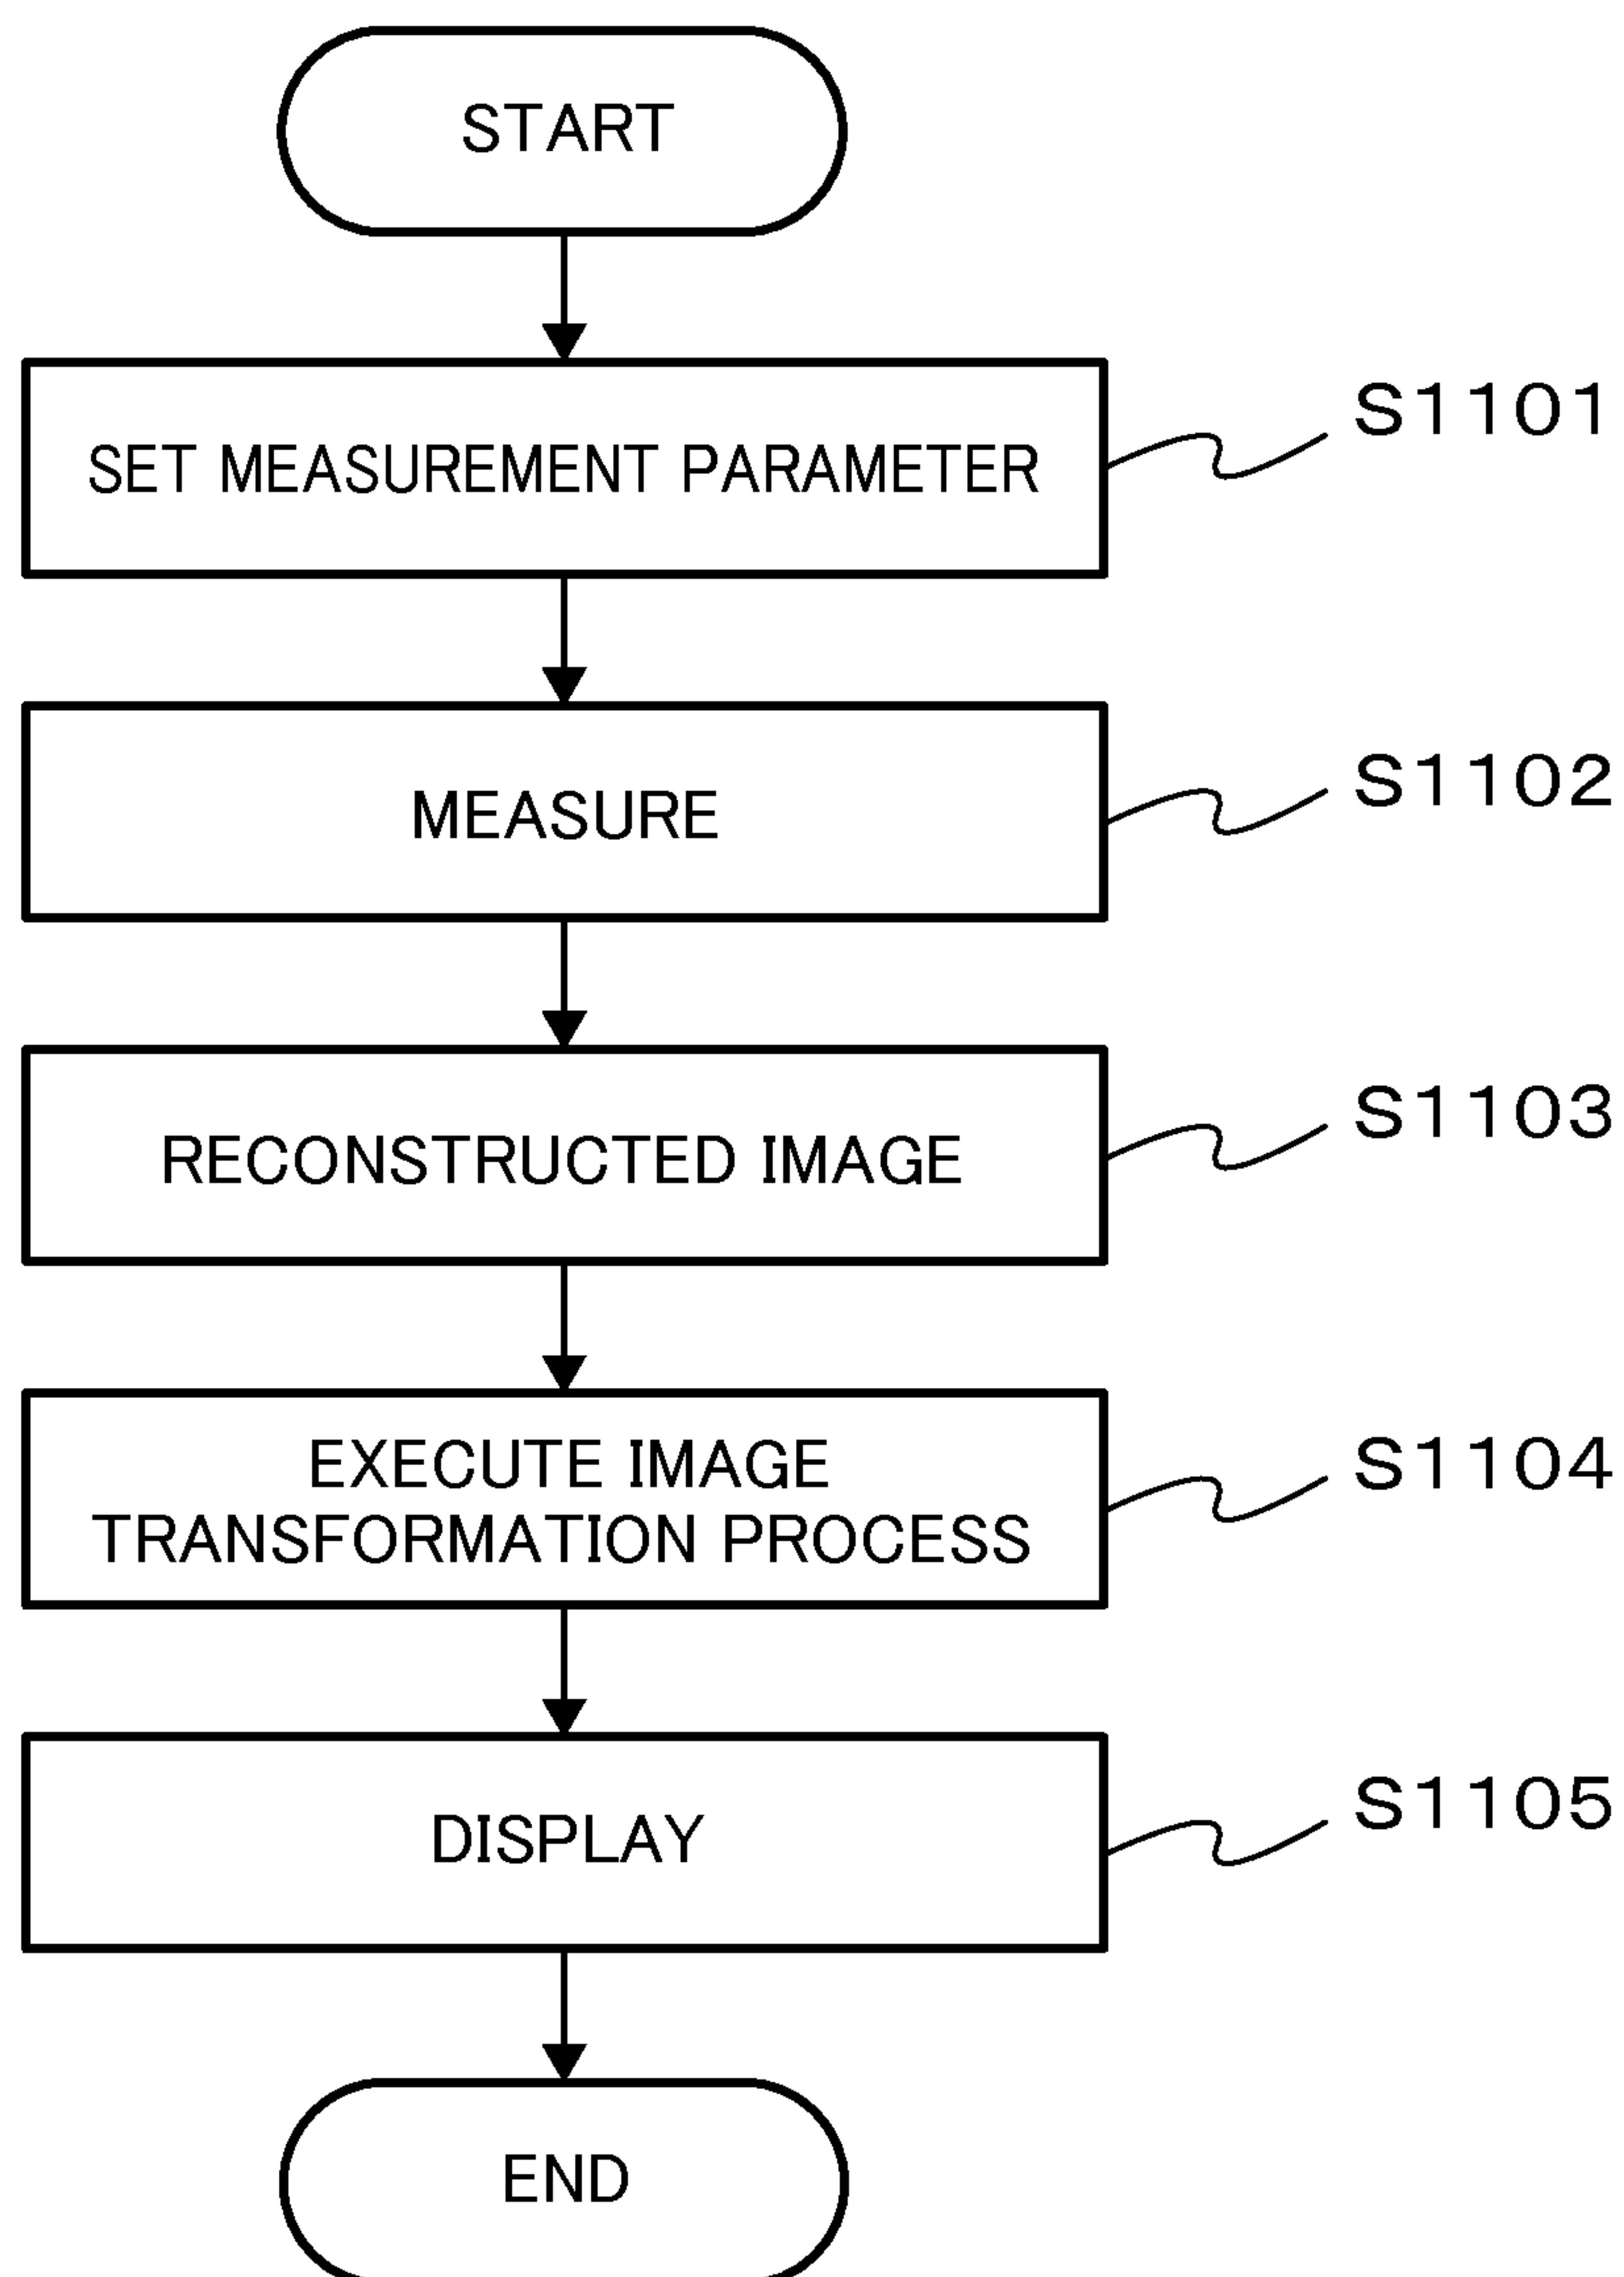 START
SET MEASUREMENT PARAMETER
S1101
MEASURE
S1102
RECONSTRUCTED IMAGE
S1103
EXECUTE IMAGE
TRANSFORMATION PROCESS
S1104
DISPLAY
S1105
END